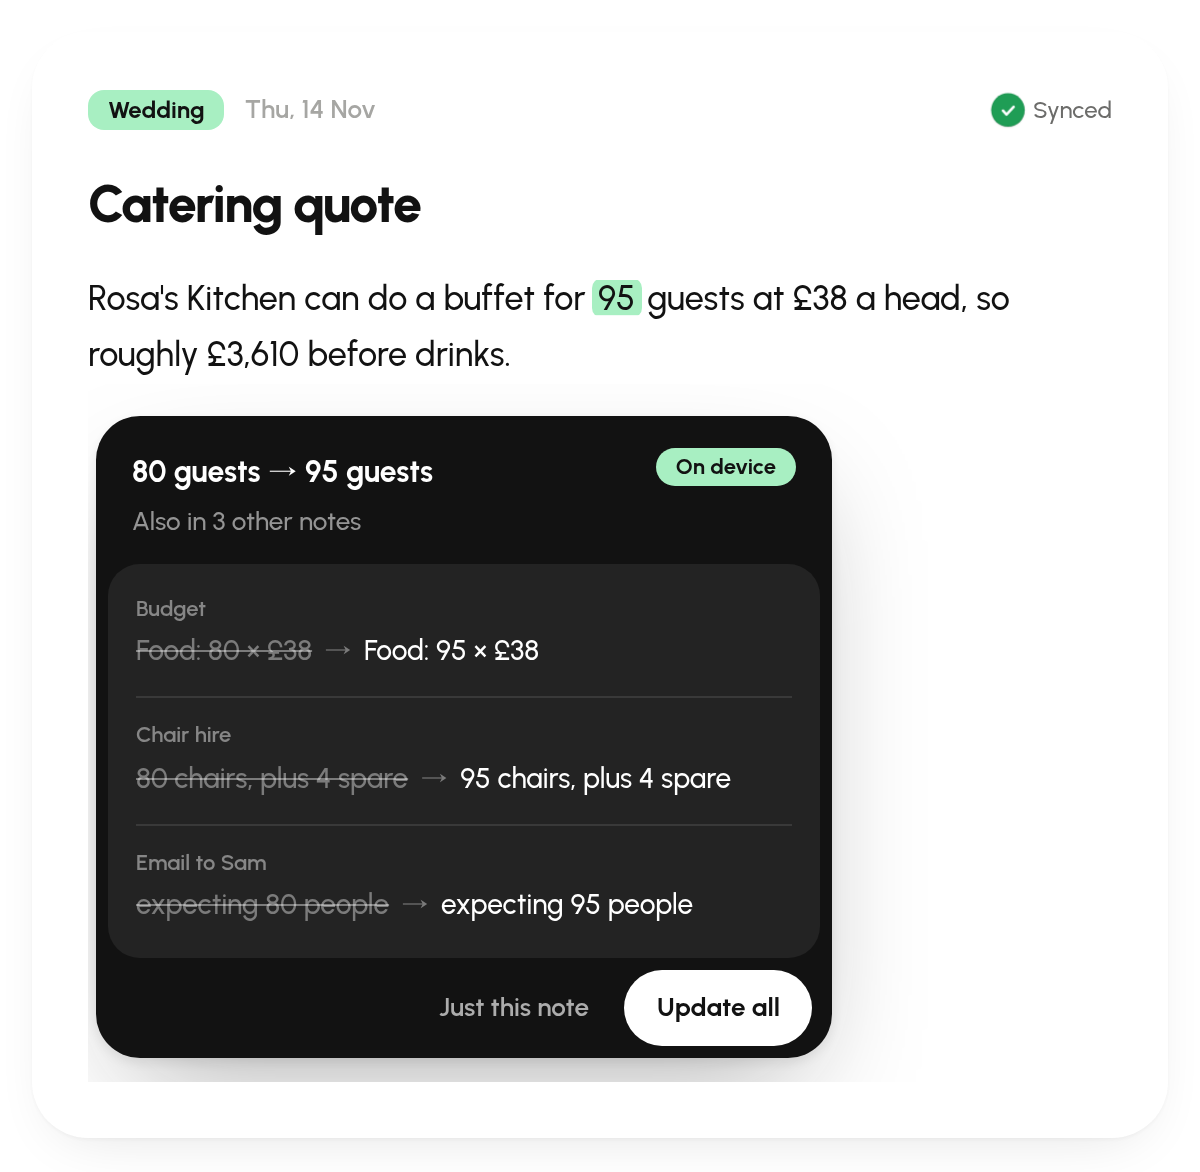 Wedding Thu, 14 Nov Synced
Catering quote
Rosa's Kitchen can do a buffet for 95 guests at £38 a head, so
roughly £3,610 before drinks.
80 guests → 95 guests On device
Also in 3 other notes
Budget
Food: 80 × £38 → Food: 95 × £38
Chair hire
80 chairs, plus 4 spare → 95 chairs, plus 4 spare
Email to Sam
expecting 80 people → expecting 95 people
Just this note Update all